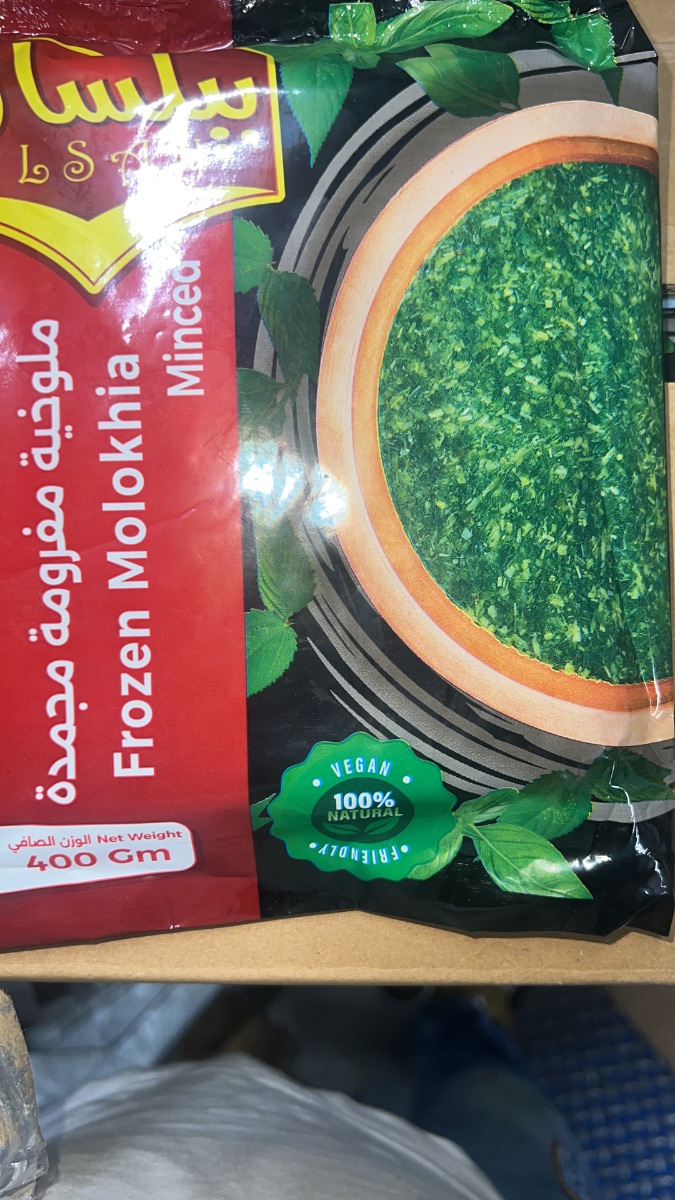 ملوخية مفرومة مجمدة
Frozen Molokhia
Minced
الوزن الصافي Net Weight
400 Gm
VEGAN
100%
NATURAL
FRIENDLY